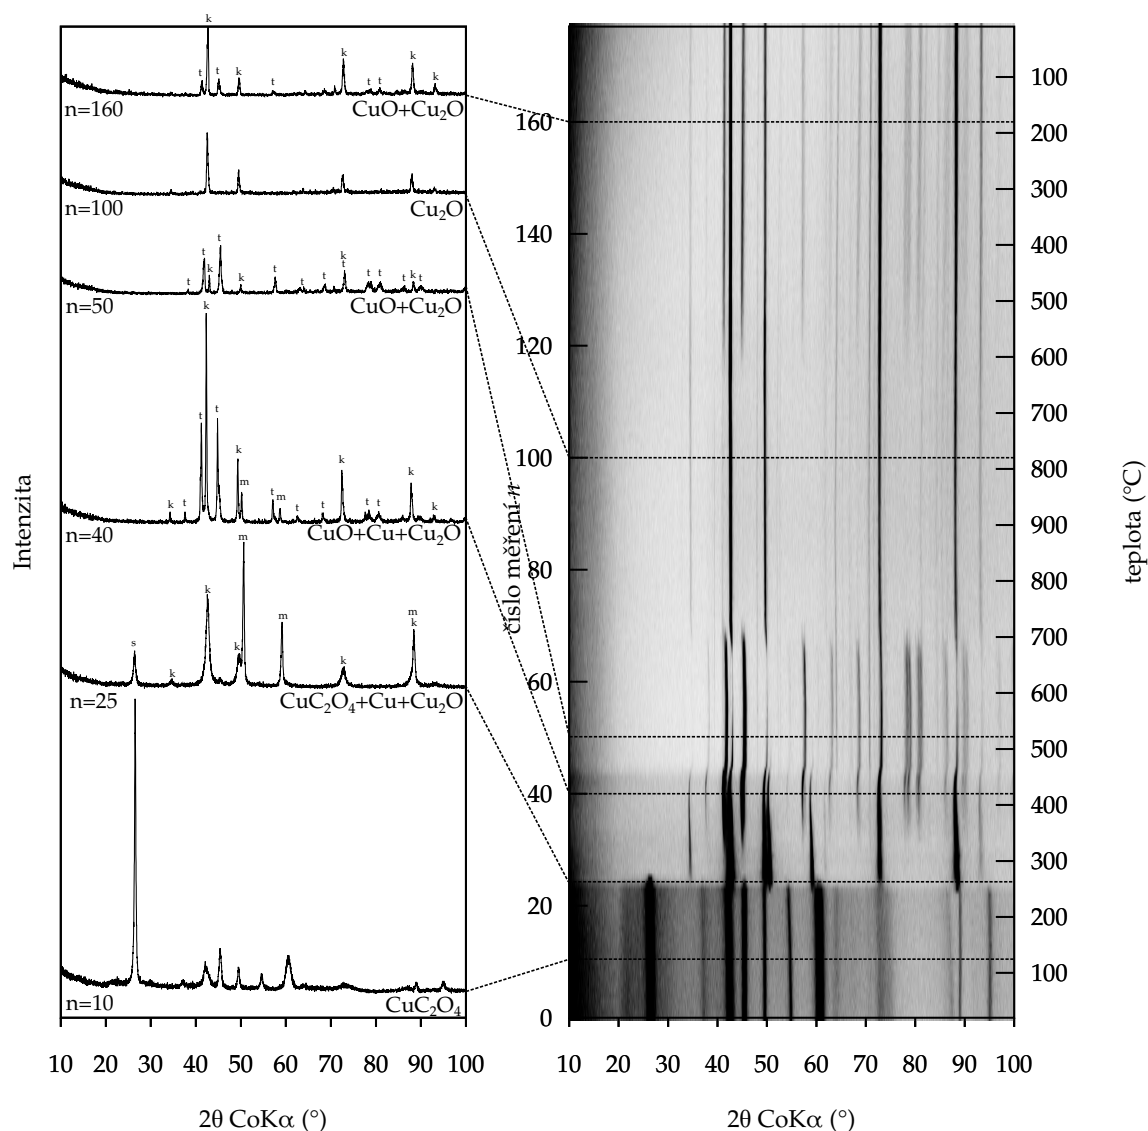 Intenzita
k
t t k t k t t k k
n=160 CuO+Cu₂O
n=100 Cu₂O
t t k t k t t t k t t t t k t
n=50 CuO+Cu₂O
k
k t t t k m t m t t k t t k k
n=40 CuO+Cu+Cu₂O
s k k k m m k m k
n=25 CuC₂O₄+Cu+Cu₂O
n=10 CuC₂O₄
10 20 30 40 50 60 70 80 90 100
2θ CoKα (°)
číslo měření n
160
140
120
100
80
60
40
20
0
10 20 30 40 50 60 70 80 90 100
2θ CoKα (°)
100
200
300
400
500
600
700
800
900
800
700
600
500
400
300
200
100
teplota (°C)